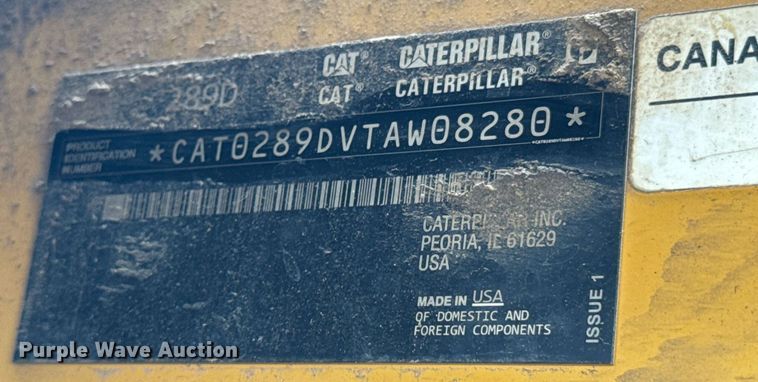 CAT CATERPILLAR
289D CAT CATERPILLAR
PRODUCT
IDENTIFICATION
NUMBER
*CAT0289DVTAW08280*
*CAT0289DVTAW08280*
CATERPILLAR INC.
PEORIA, IL 61629
USA
MADE IN USA
OF DOMESTIC AND
FOREIGN COMPONENTS
ISSUE 1
CANA
Purple Wave Auction